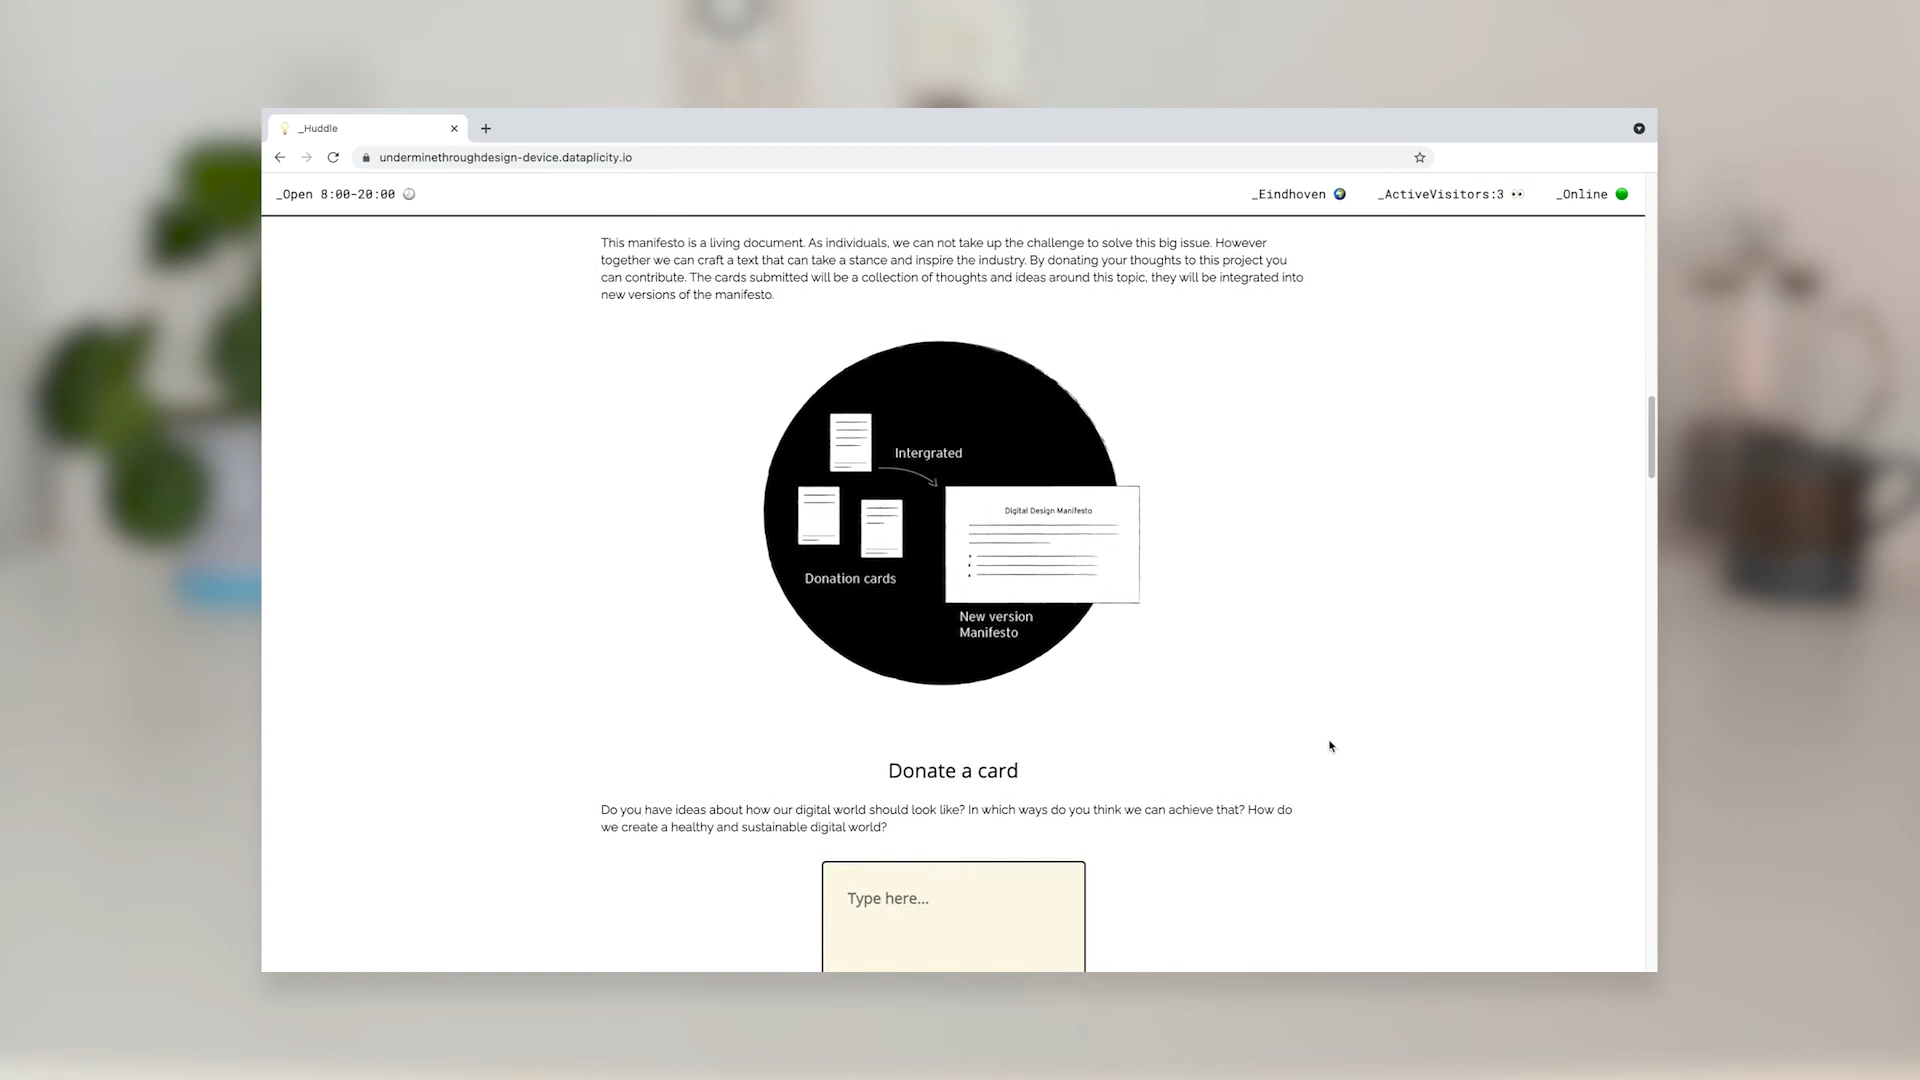 _Huddle
underminethroughdesign-device.dataplicity.io
_Open 8:00-20:00
_Eindhoven
_ActiveVisitors:3
_Online
This manifesto is a living document. As individuals, we can not take up the challenge to solve this big issue. However
together we can craft a text that can take a stance and inspire the industry. By donating your thoughts to this project you
can contribute. The cards submitted will be a collection of thoughts and ideas around this topic, they will be integrated into
new versions of the manifesto.
Intergrated
Digital Design Manifesto
Donation cards
New version
Manifesto
Donate a card
Do you have ideas about how our digital world should look like? In which ways do you think we can achieve that? How do
we create a healthy and sustainable digital world?
Type here...